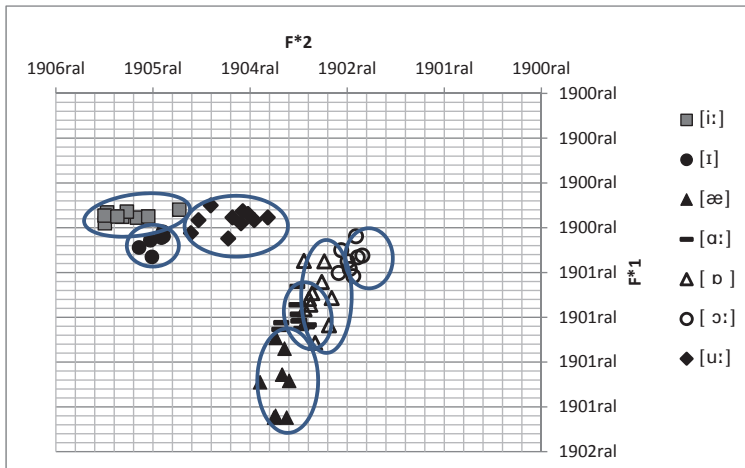 F*2
1906ral 1905ral 1904ral 1902ral 1901ral 1900ral
1900ral
1900ral
1900ral
1900ral
1901ral
1901ral
1901ral
1901ral
1902ral
F*1
[iː]
[ɪ]
[æ]
[ɑː]
[ ɒ ]
[ ɔː]
[uː]